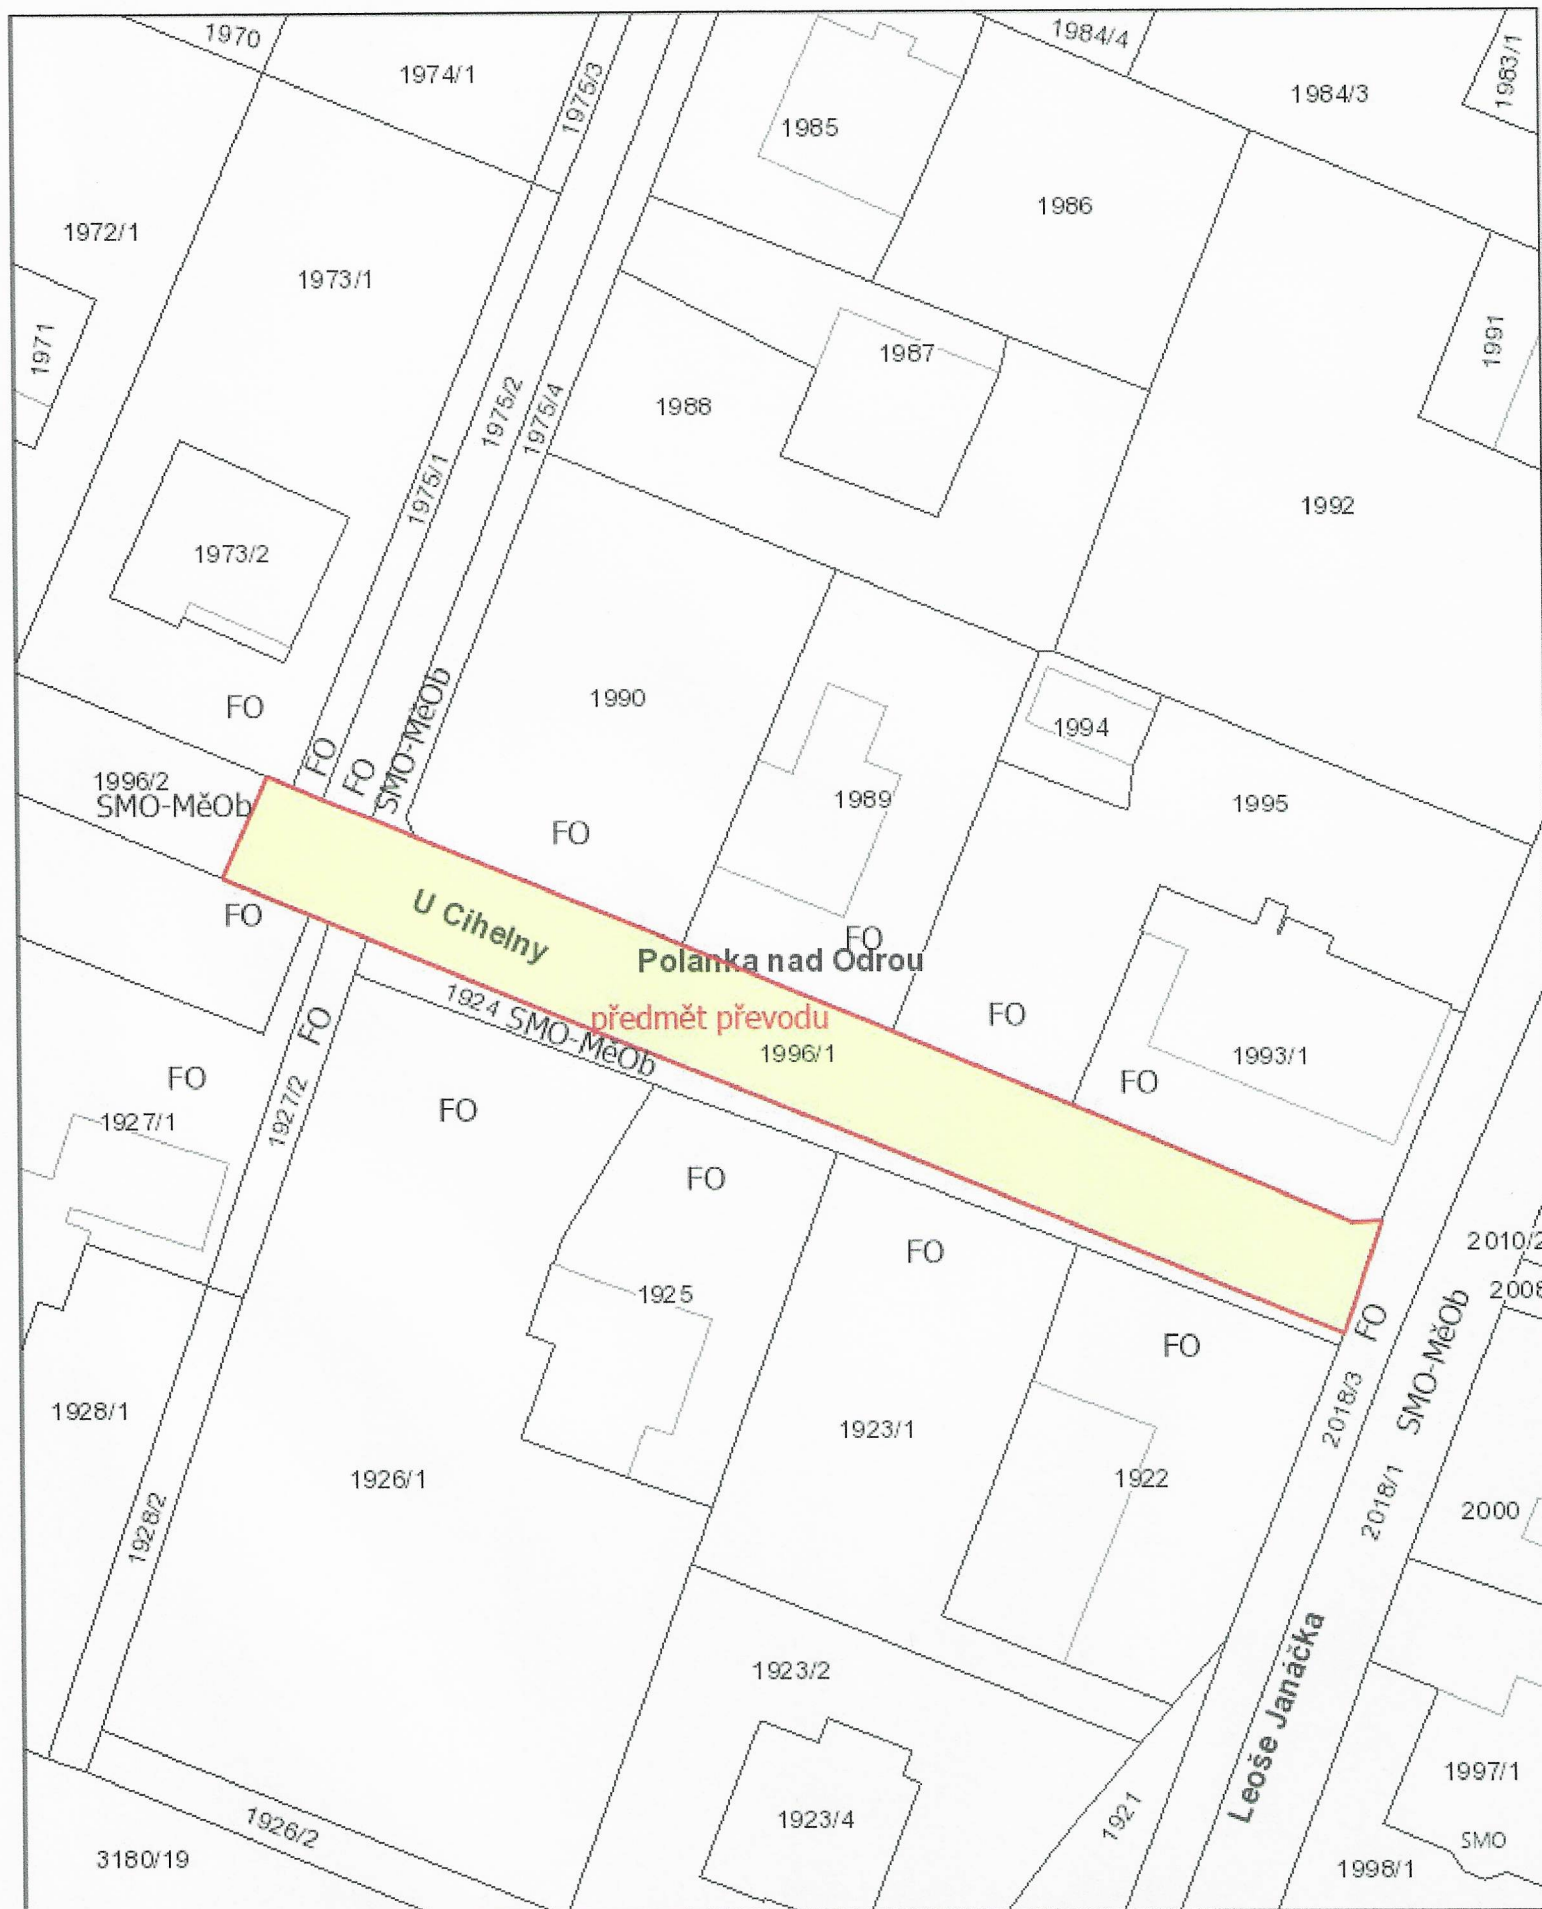 1970
1974/1
1975/3
1984/4
1984/3
1983/1
1985
1986
1972/1
1973/1
1971
1987
1991
1975/2
1975/4
1988
1975/1
1992
1973/2
FO
1990
SMO-MěOb
1994
FO
FO
1996/2
SMO-MěOb
1989
1995
FO
FO
U Cihelny
FO
Polanka nad Odrou
1924 SMO-MěOb
předmět převodu
FO
FO
1996/1
1993/1
FO
FO
1927/2
FO
1927/1
FO
FO
2010/2
1925
2008
FO
FO
SMO-MěOb
1928/1
1923/1
2018/3
1926/1
1922
2018/1
1928/2
2000
1923/2
Leoše Janáčka
1997/1
1926/2
1923/4
1921
SMO
3180/19
1998/1